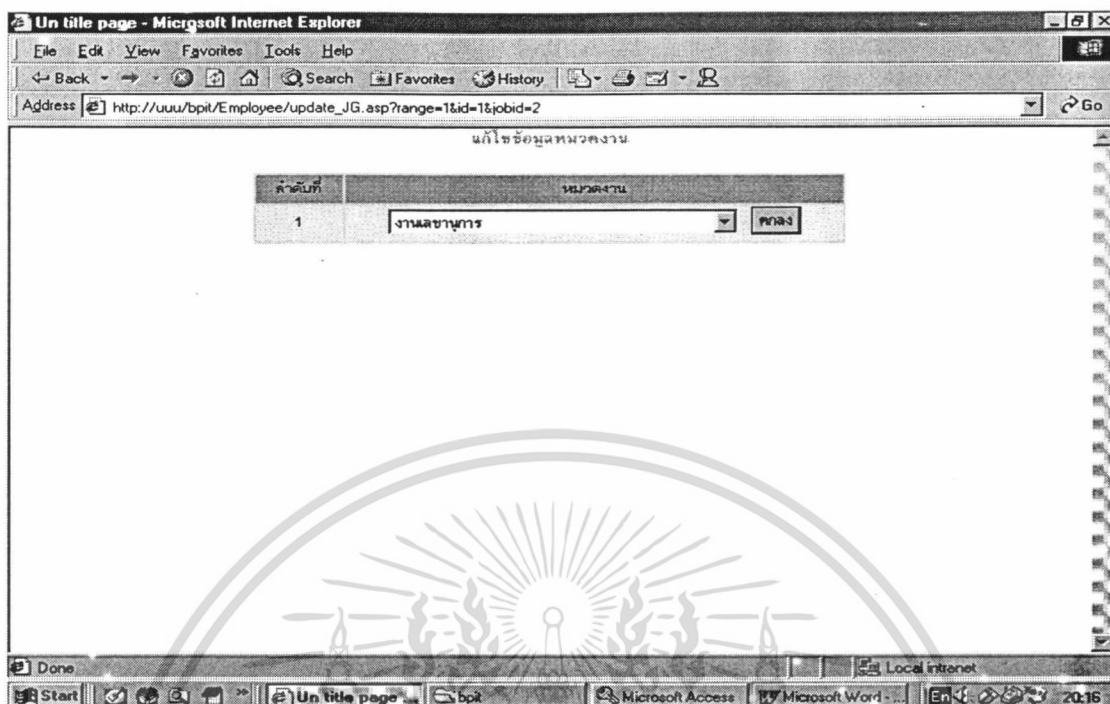 Un title page - Microsoft Internet Explorer
File Edit View Favorites Tools Help
Back Search Favorites History
Address http://uuu/bpit/Employee/update_JG.asp?range=1&id=1&jobid=2 Go
แก้ไขข้อมูลหมวดงาน
ลำดับที่ หมวดงาน
1 งานเลขานุการ ตกลง
Done Local intranet
Start Un title page ... bpit Microsoft Access Microsoft Word - ... En 20:16